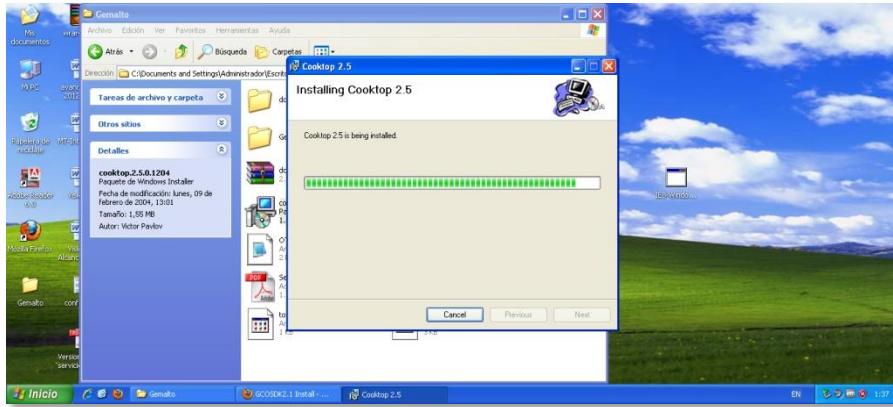 Mis documentos
Mi PC
Papelera de reciclaje
Adobe Reader 6.0
Mozilla Firefox
Gemalto
Gemalto
Archivo Edición Ver Favoritos Herramientas Ayuda
Atrás
Búsqueda
Carpetas
Dirección
C:\Documents and Settings\Administrador\Escrito
Tareas de archivo y carpeta
Otros sitios
Detalles
cooktop.2.5.0.1204
Paquete de Windows Installer
Fecha de modificación: lunes, 09 de
febrero de 2004, 13:01
Tamaño: 1,55 MB
Autor: Victor Pavlov
Cooktop 2.5
Installing Cooktop 2.5
Cooktop 2.5 is being installed.
Cancel
Previous
Next
Inicio
Gemalto
GCOSDK2.1 Install - ...
Cooktop 2.5
EN
1:37